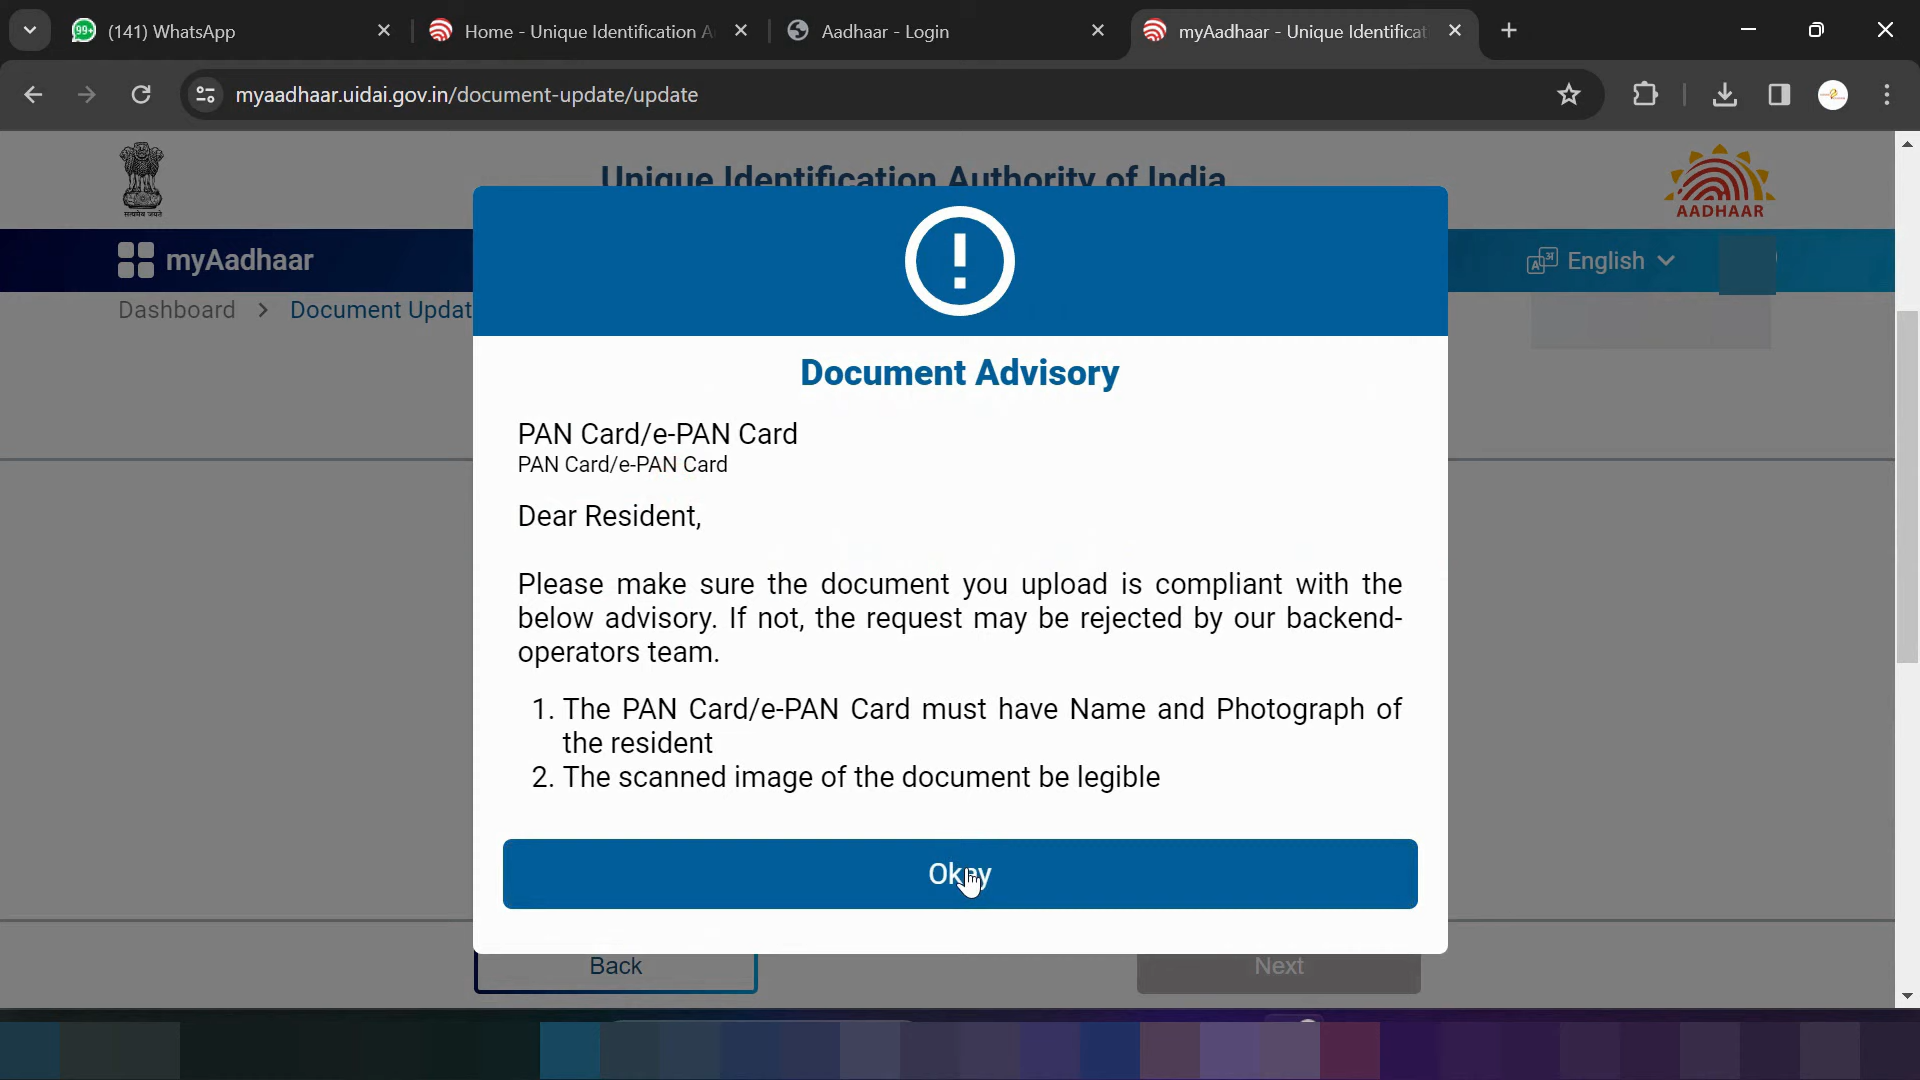 (141) WhatsApp
Home - Unique Identification A
Aadhaar - Login
myAadhaar - Unique Identificat
myaadhaar.uidai.gov.in/document-update/update
सत्यमेव जयते
Unique Identification Authority of India
AADHAAR
myAadhaar
English
Dashboard > Document Updat
Document Advisory
PAN Card/e-PAN Card
PAN Card/e-PAN Card
Dear Resident,
Please make sure the document you upload is compliant with the
below advisory. If not, the request may be rejected by our backend-
operators team.
1. The PAN Card/e-PAN Card must have Name and Photograph of
the resident
2. The scanned image of the document be legible
Okay
Back
Next